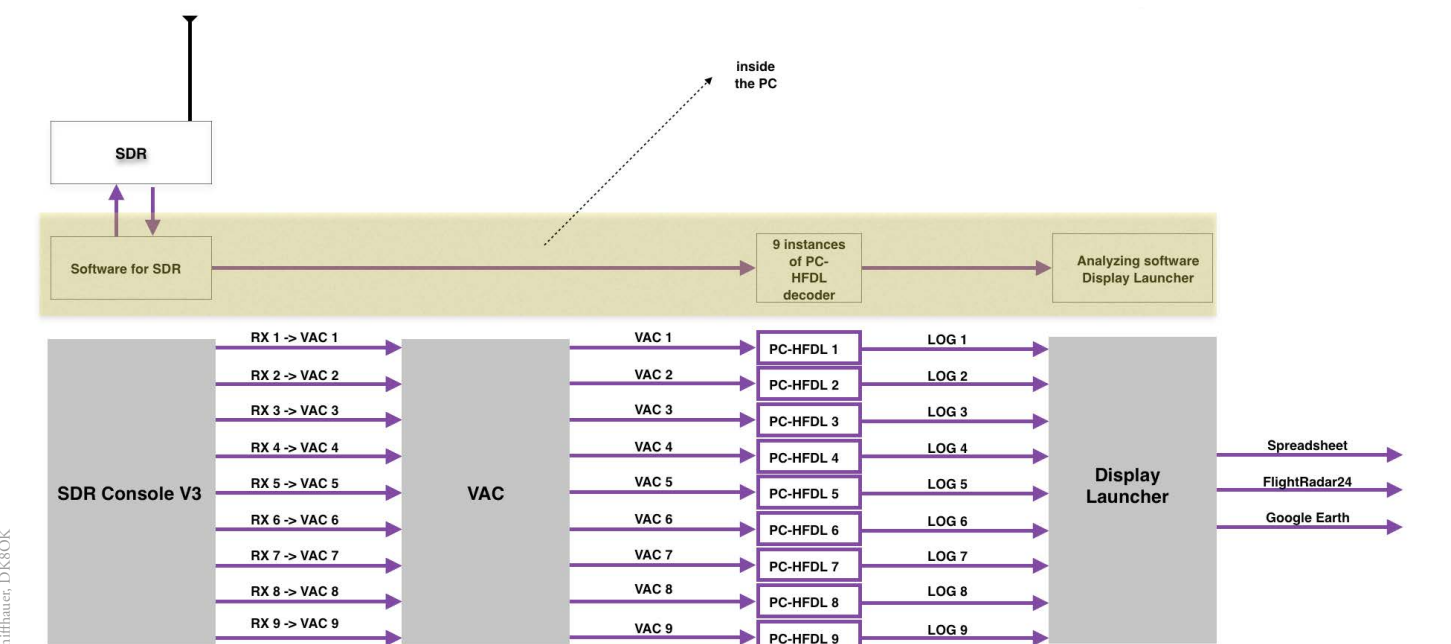 inside
the PC
SDR
Software for SDR
9 instances
of PC-
HFDL
decoder
Analyzing software
Display Launcher
RX 1 -> VAC 1
VAC 1
PC-HFDL 1
LOG 1
RX 2 -> VAC 2
VAC 2
PC-HFDL 2
LOG 2
RX 3 -> VAC 3
VAC 3
PC-HFDL 3
LOG 3
RX 4 -> VAC 4
VAC 4
PC-HFDL 4
LOG 4
Spreadsheet
SDR Console V3
RX 5 -> VAC 5
VAC
VAC 5
PC-HFDL 5
LOG 5
Display
Launcher
FlightRadar24
RX 6 -> VAC 6
VAC 6
PC-HFDL 6
LOG 6
Google Earth
RX 7 -> VAC 7
VAC 7
PC-HFDL 7
LOG 7
RX 8 -> VAC 8
VAC 8
PC-HFDL 8
LOG 8
RX 9 -> VAC 9
VAC 9
PC-HFDL 9
LOG 9
DK8OK